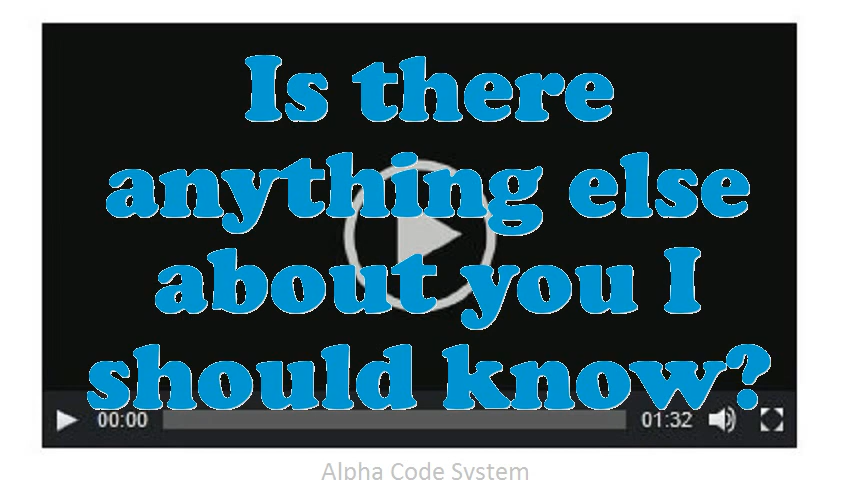 Is there
anything else
about you I
should know?
00:00 01:32
Alpha Code System